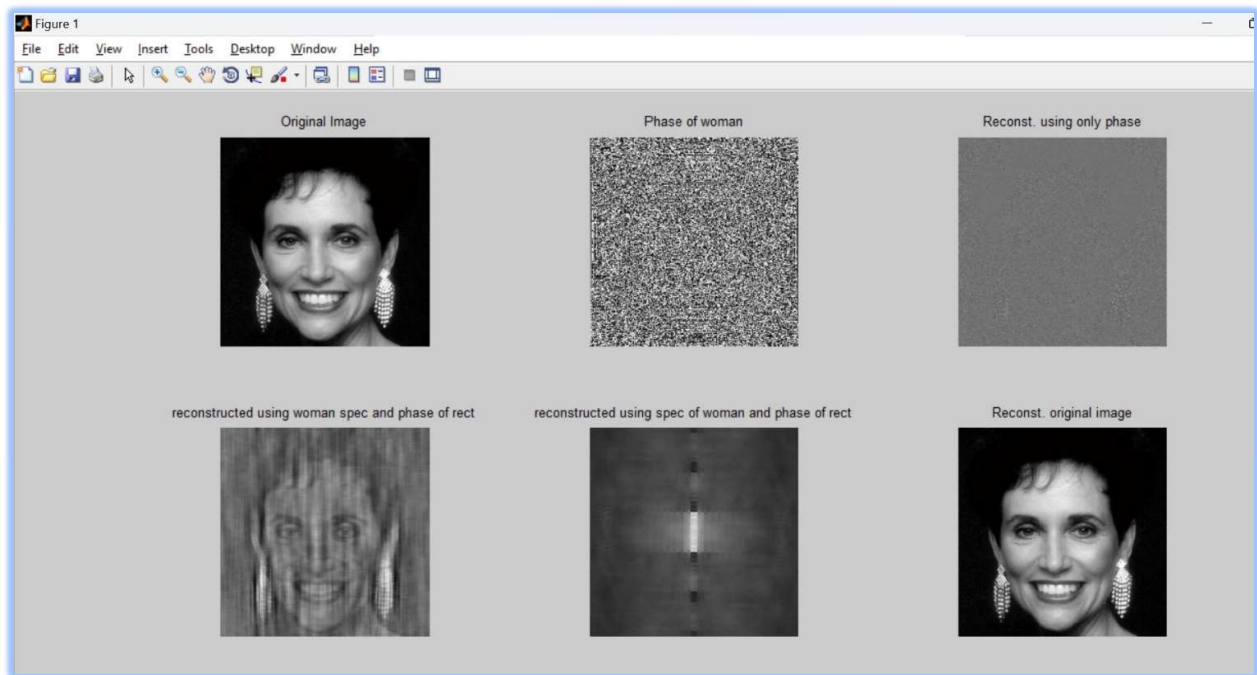 Figure 1
File Edit View Insert Tools Desktop Window Help
Original Image
Phase of woman
Reconst. using only phase
reconstructed using woman spec and phase of rect
reconstructed using spec of woman and phase of rect
Reconst. original image